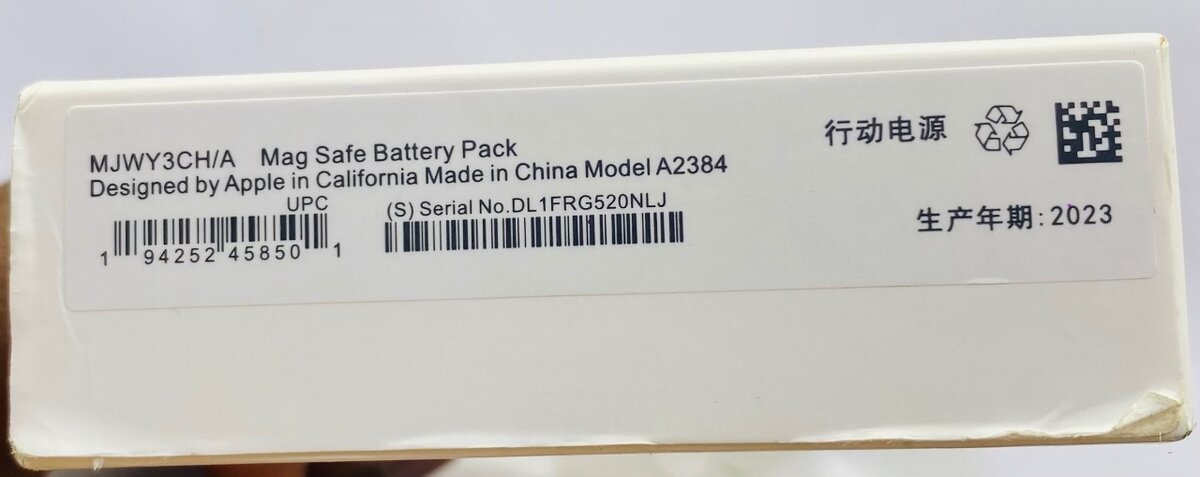 MJWY3CH/A Mag Safe Battery Pack
Designed by Apple in California Made in China Model A2384
UPC
1 94252 45850 1
(S) Serial No.DL1FRG520NLJ
行动电源
生产年期:2023